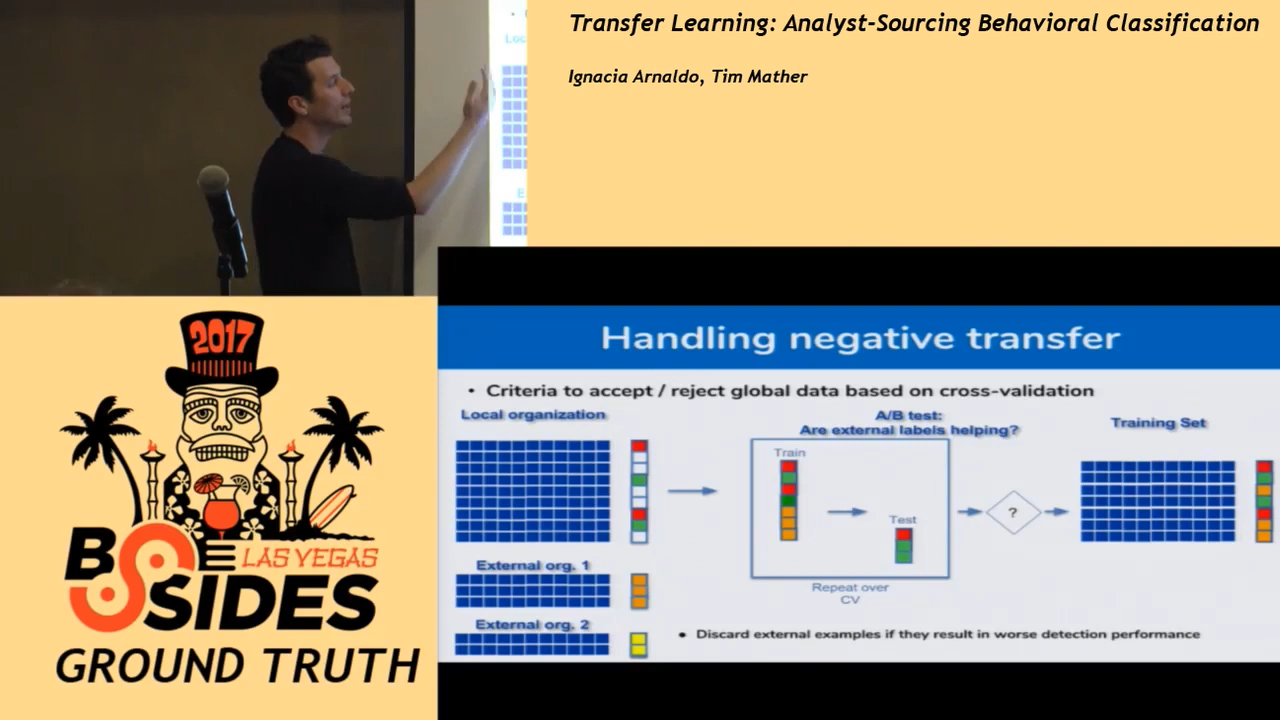 Transfer Learning: Analyst-Sourcing Behavioral Classification
Ignacia Arnaldo, Tim Mather
2017
BSIDES
LAS VEGAS
GROUND TRUTH
Handling negative transfer
• Criteria to accept / reject global data based on cross-validation
Local organization
A/B test:
Are external labels helping?
Training Set
Train
?
Test
External org. 1
Repeat over
CV
External org. 2
• Discard external examples if they result in worse detection performance